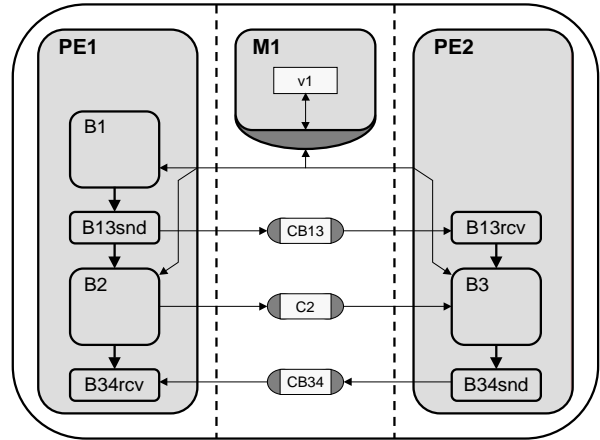 PE1
M1
PE2
v1
B1
B13snd
CB13
B13rcv
B2
C2
B3
B34rcv
CB34
B34snd